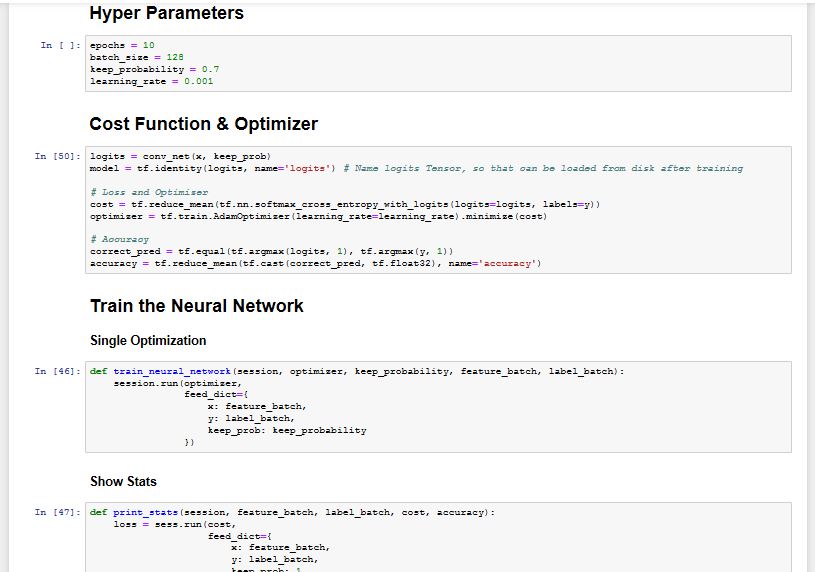 Hyper Parameters
In [ ]: epochs = 10
batch_size = 128
keep_probability = 0.7
learning_rate = 0.001
Cost Function & Optimizer
In [50]: logits = conv_net(x, keep_prob)
model = tf.identity(logits, name='logits') # Name logits Tensor, so that can be loaded from disk after training
# Loss and Optimizer
cost = tf.reduce_mean(tf.nn.softmax_cross_entropy_with_logits(logits=logits, labels=y))
optimizer = tf.train.AdamOptimizer(learning_rate=learning_rate).minimize(cost)
# Accuracy
correct_pred = tf.equal(tf.argmax(logits, 1), tf.argmax(y, 1))
accuracy = tf.reduce_mean(tf.cast(correct_pred, tf.float32), name='accuracy')
Train the Neural Network
Single Optimization
In [46]: def train_neural_network(session, optimizer, keep_probability, feature_batch, label_batch):
session.run(optimizer,
feed_dict={
x: feature_batch,
y: label_batch,
keep_prob: keep_probability
})
Show Stats
In [47]: def print_stats(session, feature_batch, label_batch, cost, accuracy):
loss = sess.run(cost,
feed_dict={
x: feature_batch,
y: label_batch,
keep_prob: 1